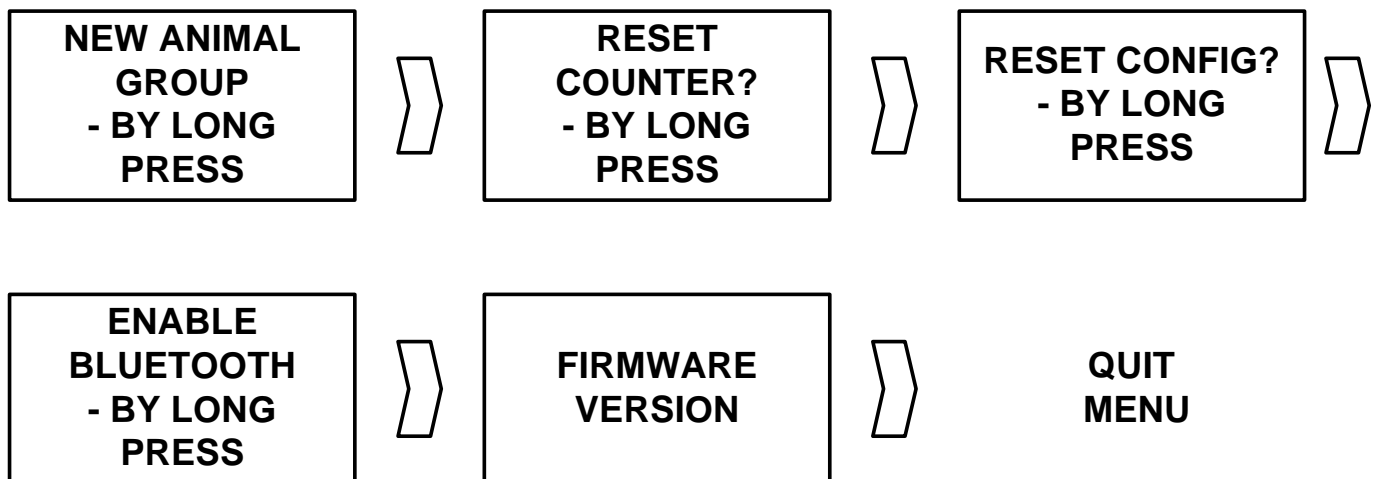 NEW ANIMAL
GROUP
- BY LONG
PRESS
RESET
COUNTER?
- BY LONG
PRESS
RESET CONFIG?
- BY LONG
PRESS
ENABLE
BLUETOOTH
- BY LONG
PRESS
FIRMWARE
VERSION
QUIT
MENU